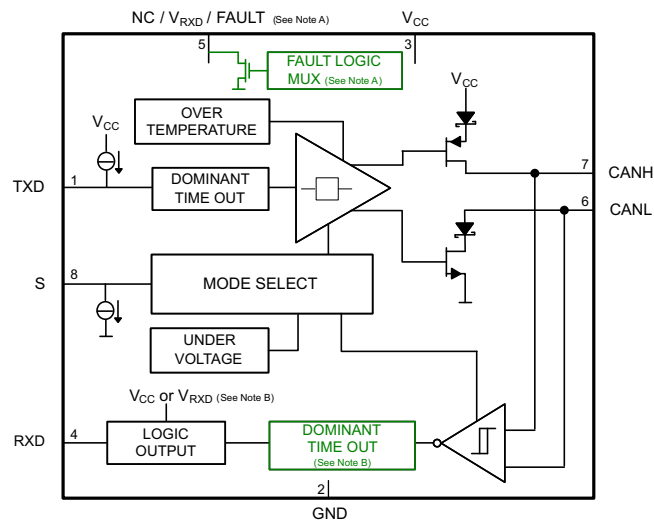 NC / VRXD / FAULT (See Note A)
VCC
5
3
FAULT LOGIC
MUX (See Note A)
VCC
OVER
TEMPERATURE
VCC
TXD
1
DOMINANT
TIME OUT
7
CANH
6
CANL
S
8
MODE SELECT
UNDER
VOLTAGE
VCC or VRXD (See Note B)
RXD
4
LOGIC
OUTPUT
DOMINANT
TIME OUT
(See Note B)
2
GND